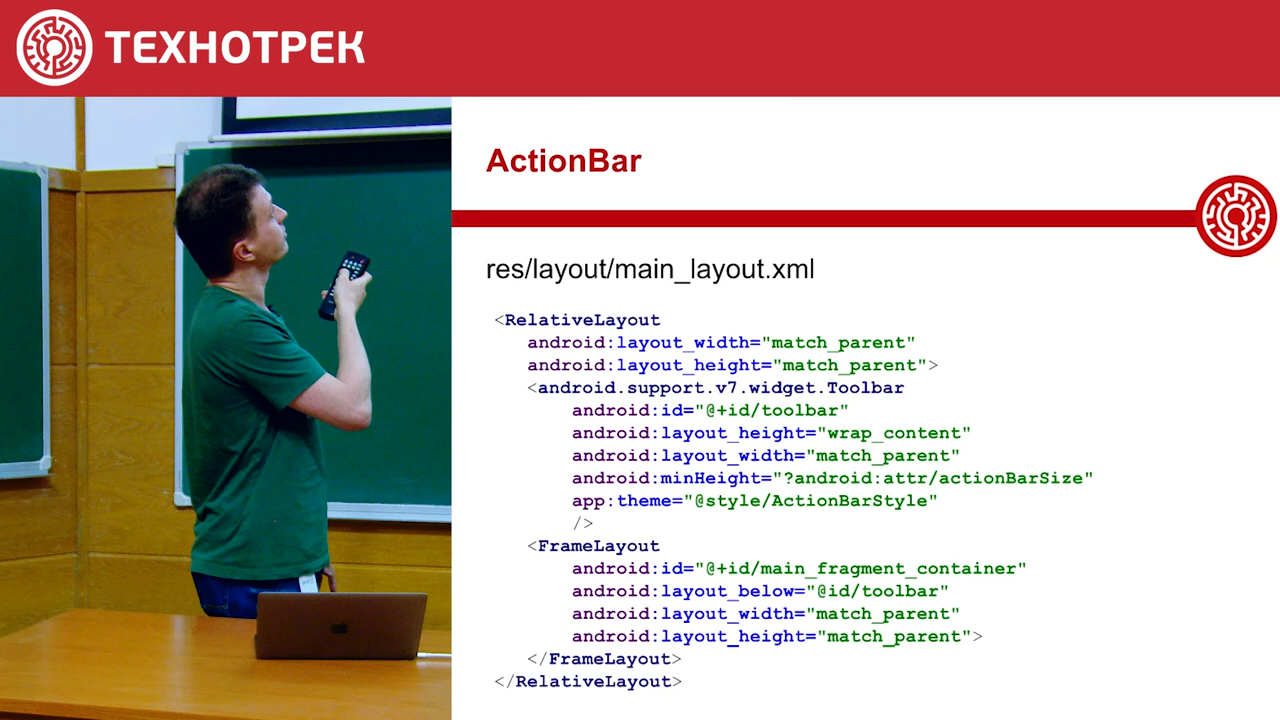 ТЕХНОТРЕК
ActionBar
res/layout/main_layout.xml
<RelativeLayout
android:layout_width="match_parent"
android:layout_height="match_parent">
<android.support.v7.widget.Toolbar
android:id="@+id/toolbar"
android:layout_height="wrap_content"
android:layout_width="match_parent"
android:minHeight="?android:attr/actionBarSize"
app:theme="@style/ActionBarStyle"
/>
<FrameLayout
android:id="@+id/main_fragment_container"
android:layout_below="@id/toolbar"
android:layout_width="match_parent"
android:layout_height="match_parent">
</FrameLayout>
</RelativeLayout>